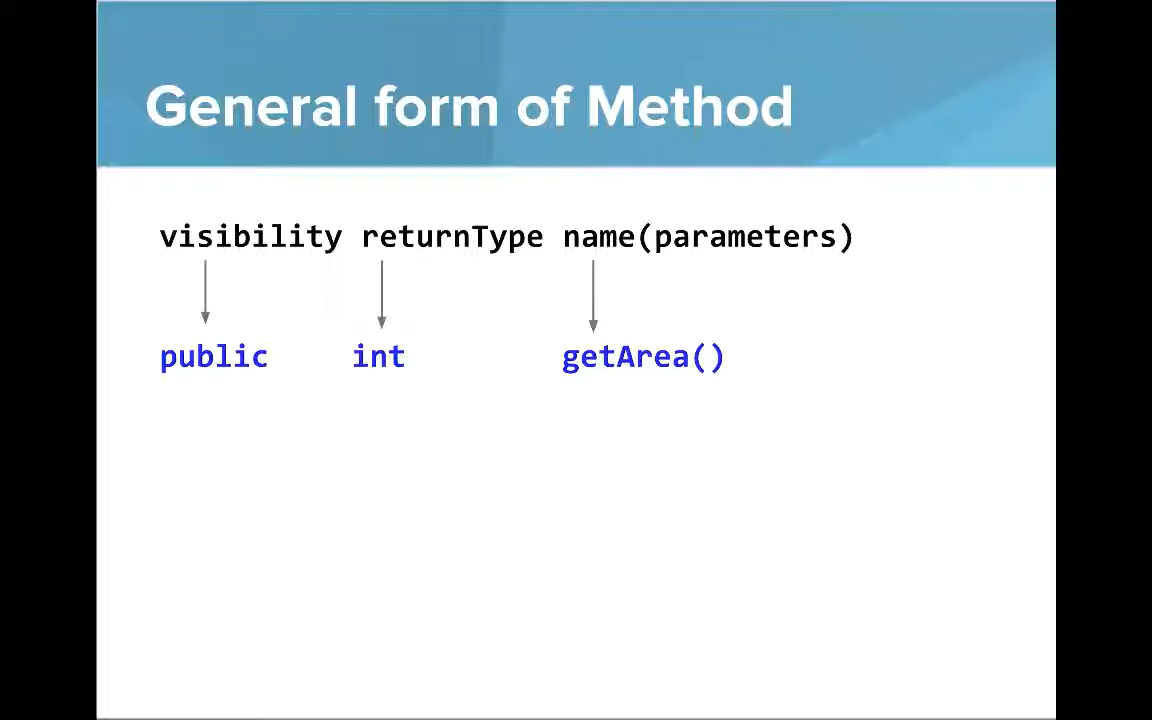 General form of Method
visibility returnType name(parameters)
public int getArea()